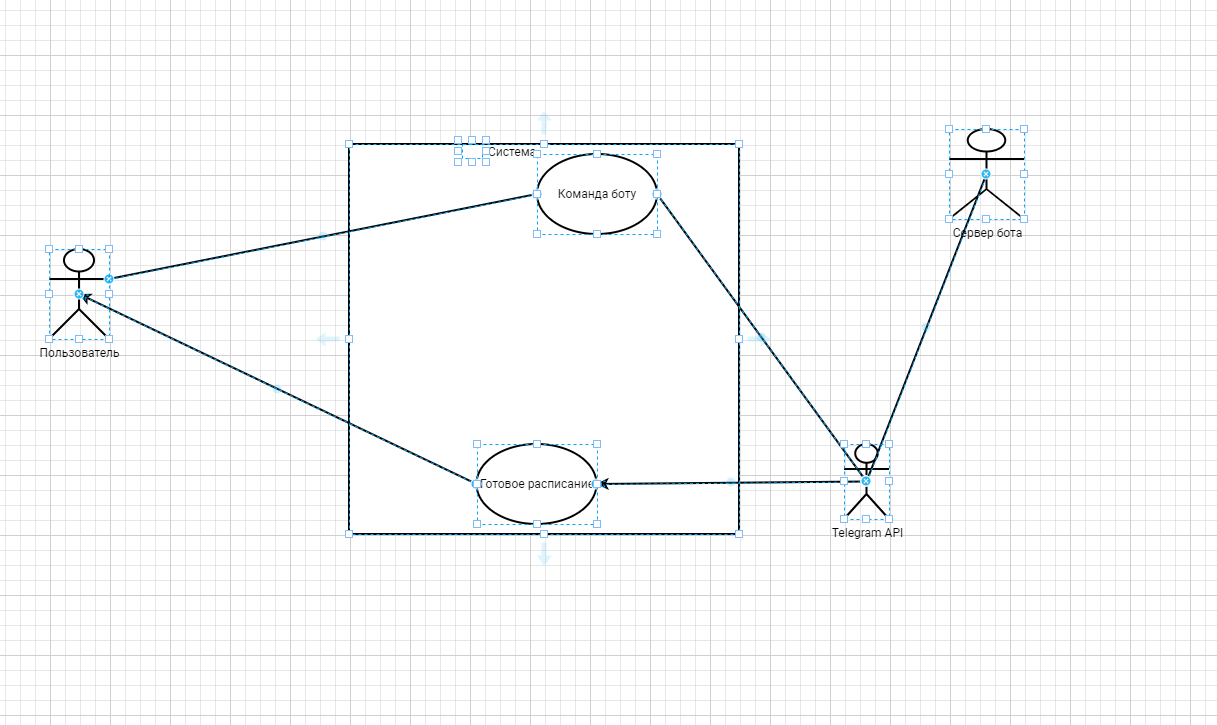 Система
Команда боту
Сервер бота
Пользователь
Готовое расписание
Telegram API